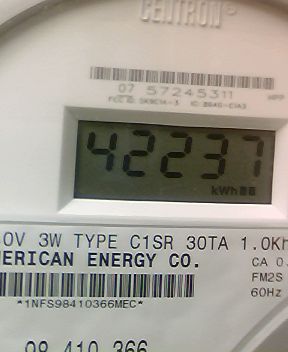 CENTRON®
07 57245311
42237
kWh
0V 3W TYPE C1SR 30TA 1.0Kh
MERICAN ENERGY CO.
CA 0.
FM2S
60Hz
*1NFS98410366MEC*
98 410 366